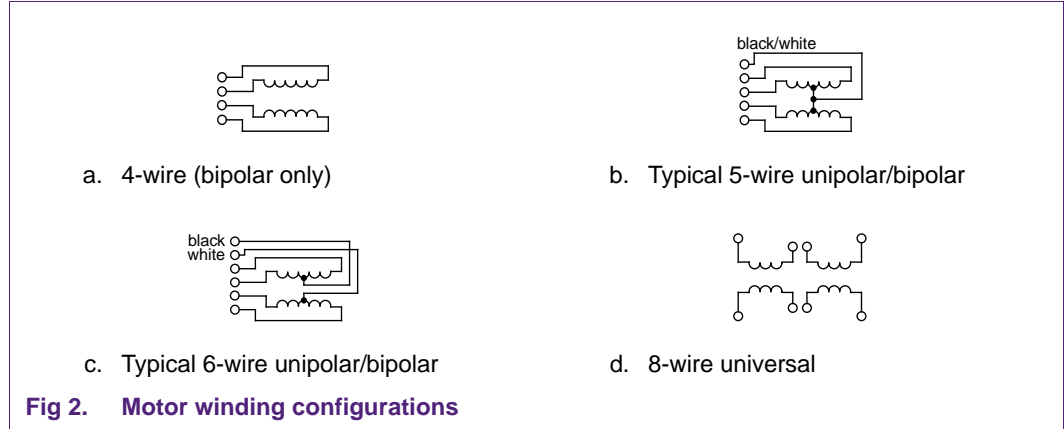 black/white
a. 4-wire (bipolar only)
b. Typical 5-wire unipolar/bipolar
black
white
c. Typical 6-wire unipolar/bipolar
d. 8-wire universal
Fig 2. Motor winding configurations